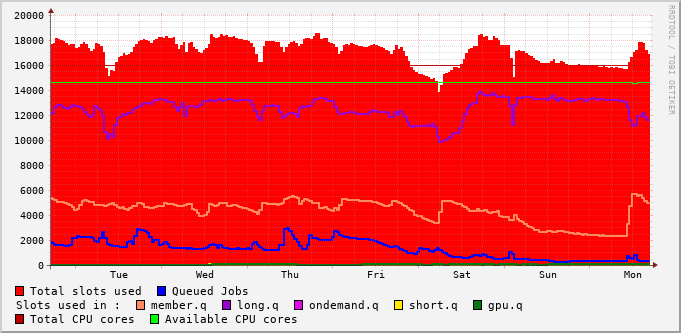 20000
18000
16000
14000
12000
10000
8000
6000
4000
2000
0
Tue Wed Thu Fri Sat Sun Mon
RRDTOOL / TOBI OETIKER
Total slots used Queued Jobs
Slots used in : member.q long.q ondemand.q short.q gpu.q
Total CPU cores Available CPU cores